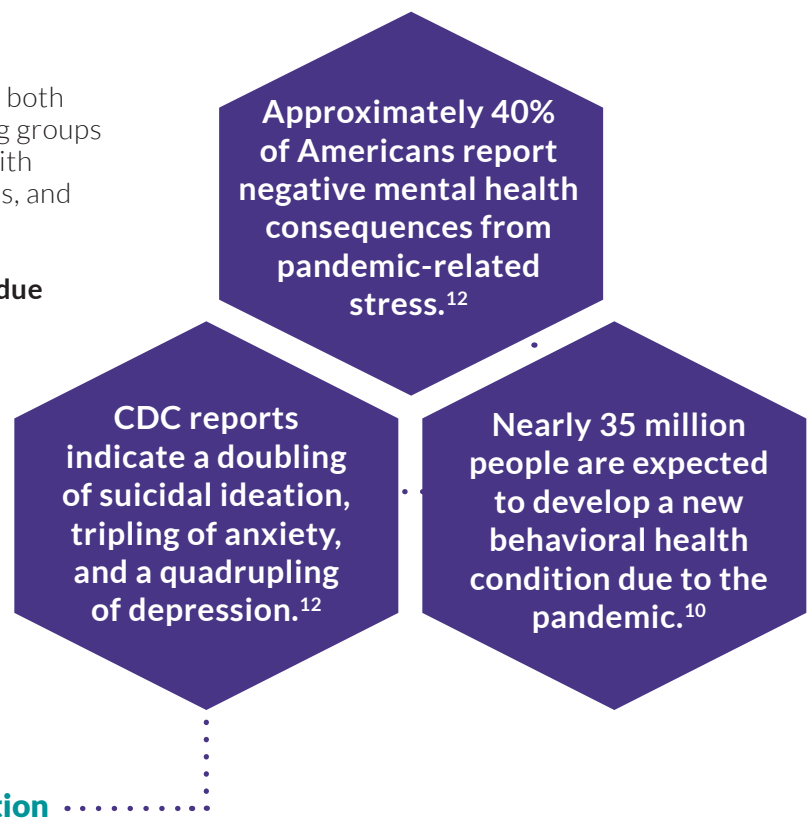 both
g groups
ith
s, and
due
Approximately 40%
of Americans report
negative mental health
consequences from
pandemic-related
stress.12
CDC reports
indicate a doubling
of suicidal ideation,
tripling of anxiety,
and a quadrupling
of depression.12
Nearly 35 million
people are expected
to develop a new
behavioral health
condition due to the
pandemic.10
tion